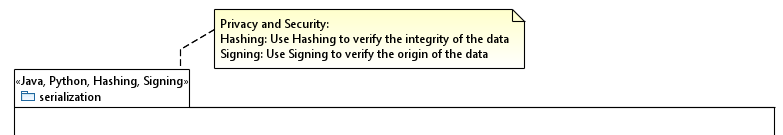 Privacy and Security:
Hashing: Use Hashing to verify the integrity of the data
Signing: Use Signing to verify the origin of the data
«Java, Python, Hashing, Signing»
serialization